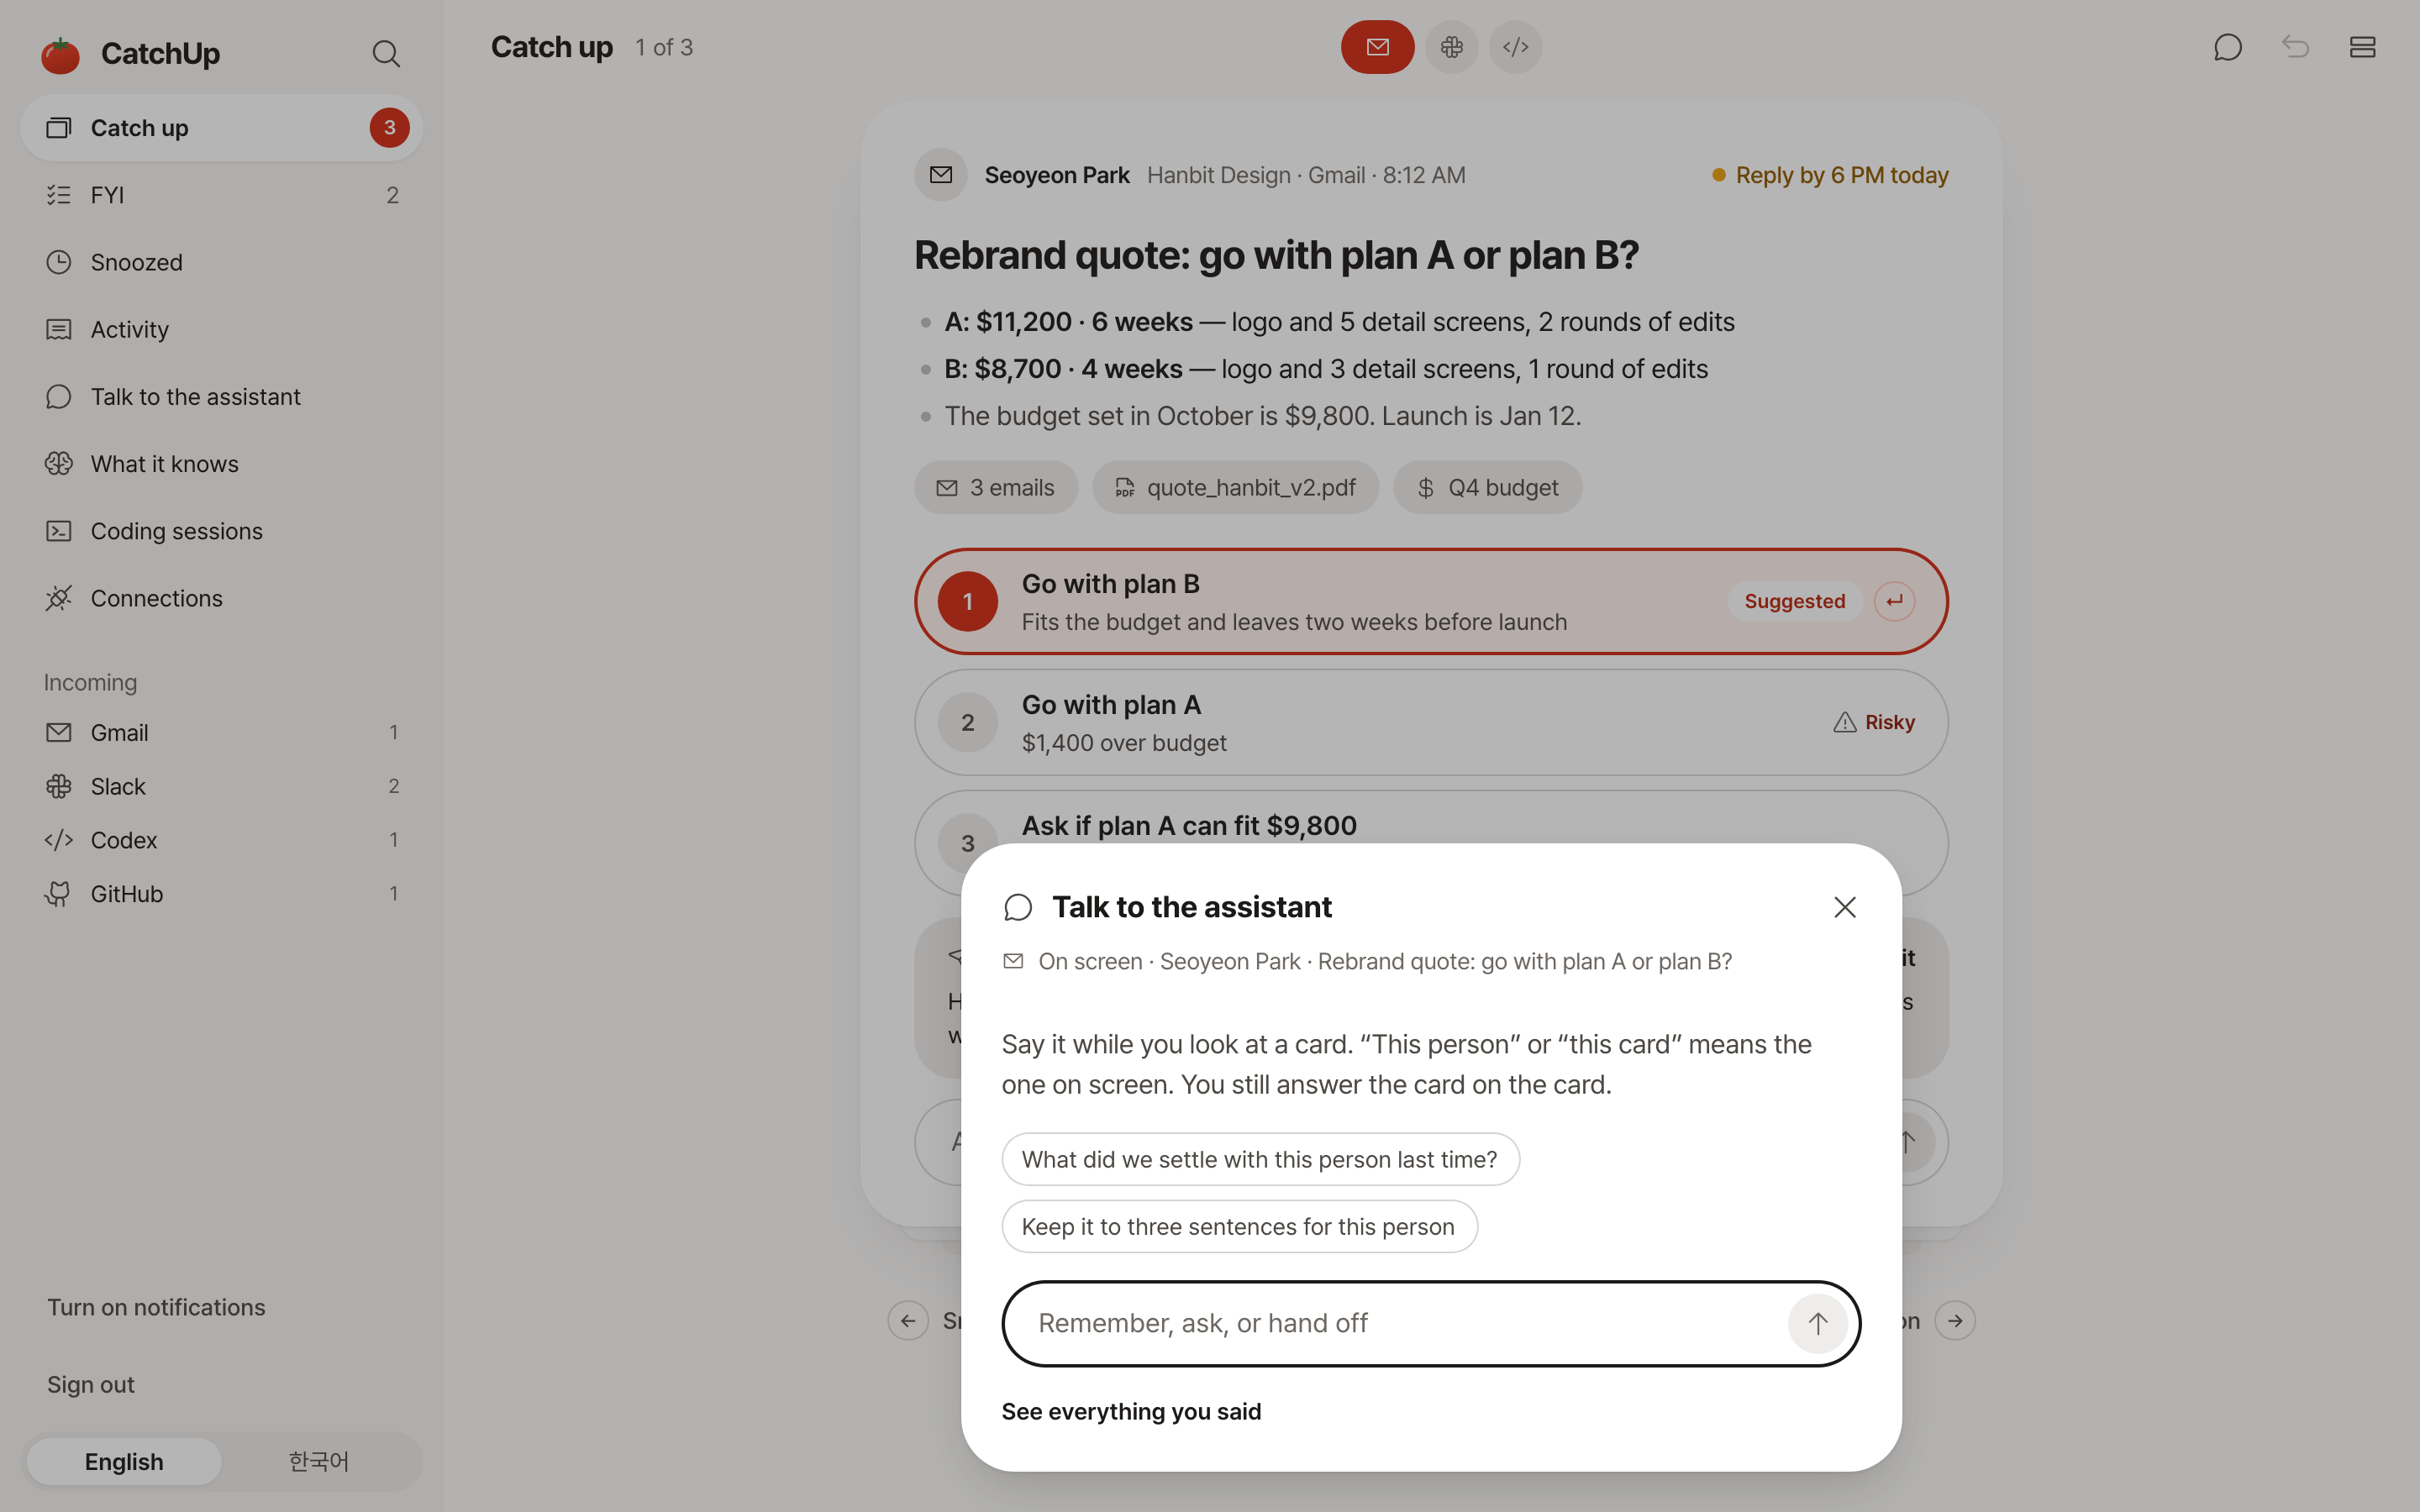 CatchUp
Catch up 3
FYI 2
Snoozed
Activity
Talk to the assistant
What it knows
Coding sessions
Connections
Incoming
Gmail 1
Slack 2
Codex 1
GitHub 1
Turn on notifications
Sign out
English 한국어
Catch up 1 of 3
Seoyeon Park Hanbit Design · Gmail · 8:12 AM Reply by 6 PM today
Rebrand quote: go with plan A or plan B?
A: $11,200 · 6 weeks — logo and 5 detail screens, 2 rounds of edits
B: $8,700 · 4 weeks — logo and 3 detail screens, 1 round of edits
The budget set in October is $9,800. Launch is Jan 12.
3 emails PDF quote_hanbit_v2.pdf $ Q4 budget
1 Go with plan B Suggested
Fits the budget and leaves two weeks before launch
2 Go with plan A Risky
$1,400 over budget
3 Ask if plan A can fit $9,800
Talk to the assistant
On screen · Seoyeon Park · Rebrand quote: go with plan A or plan B?
Say it while you look at a card. “This person” or “this card” means the
one on screen. You still answer the card on the card.
What did we settle with this person last time?
Keep it to three sentences for this person
Remember, ask, or hand off
See everything you said